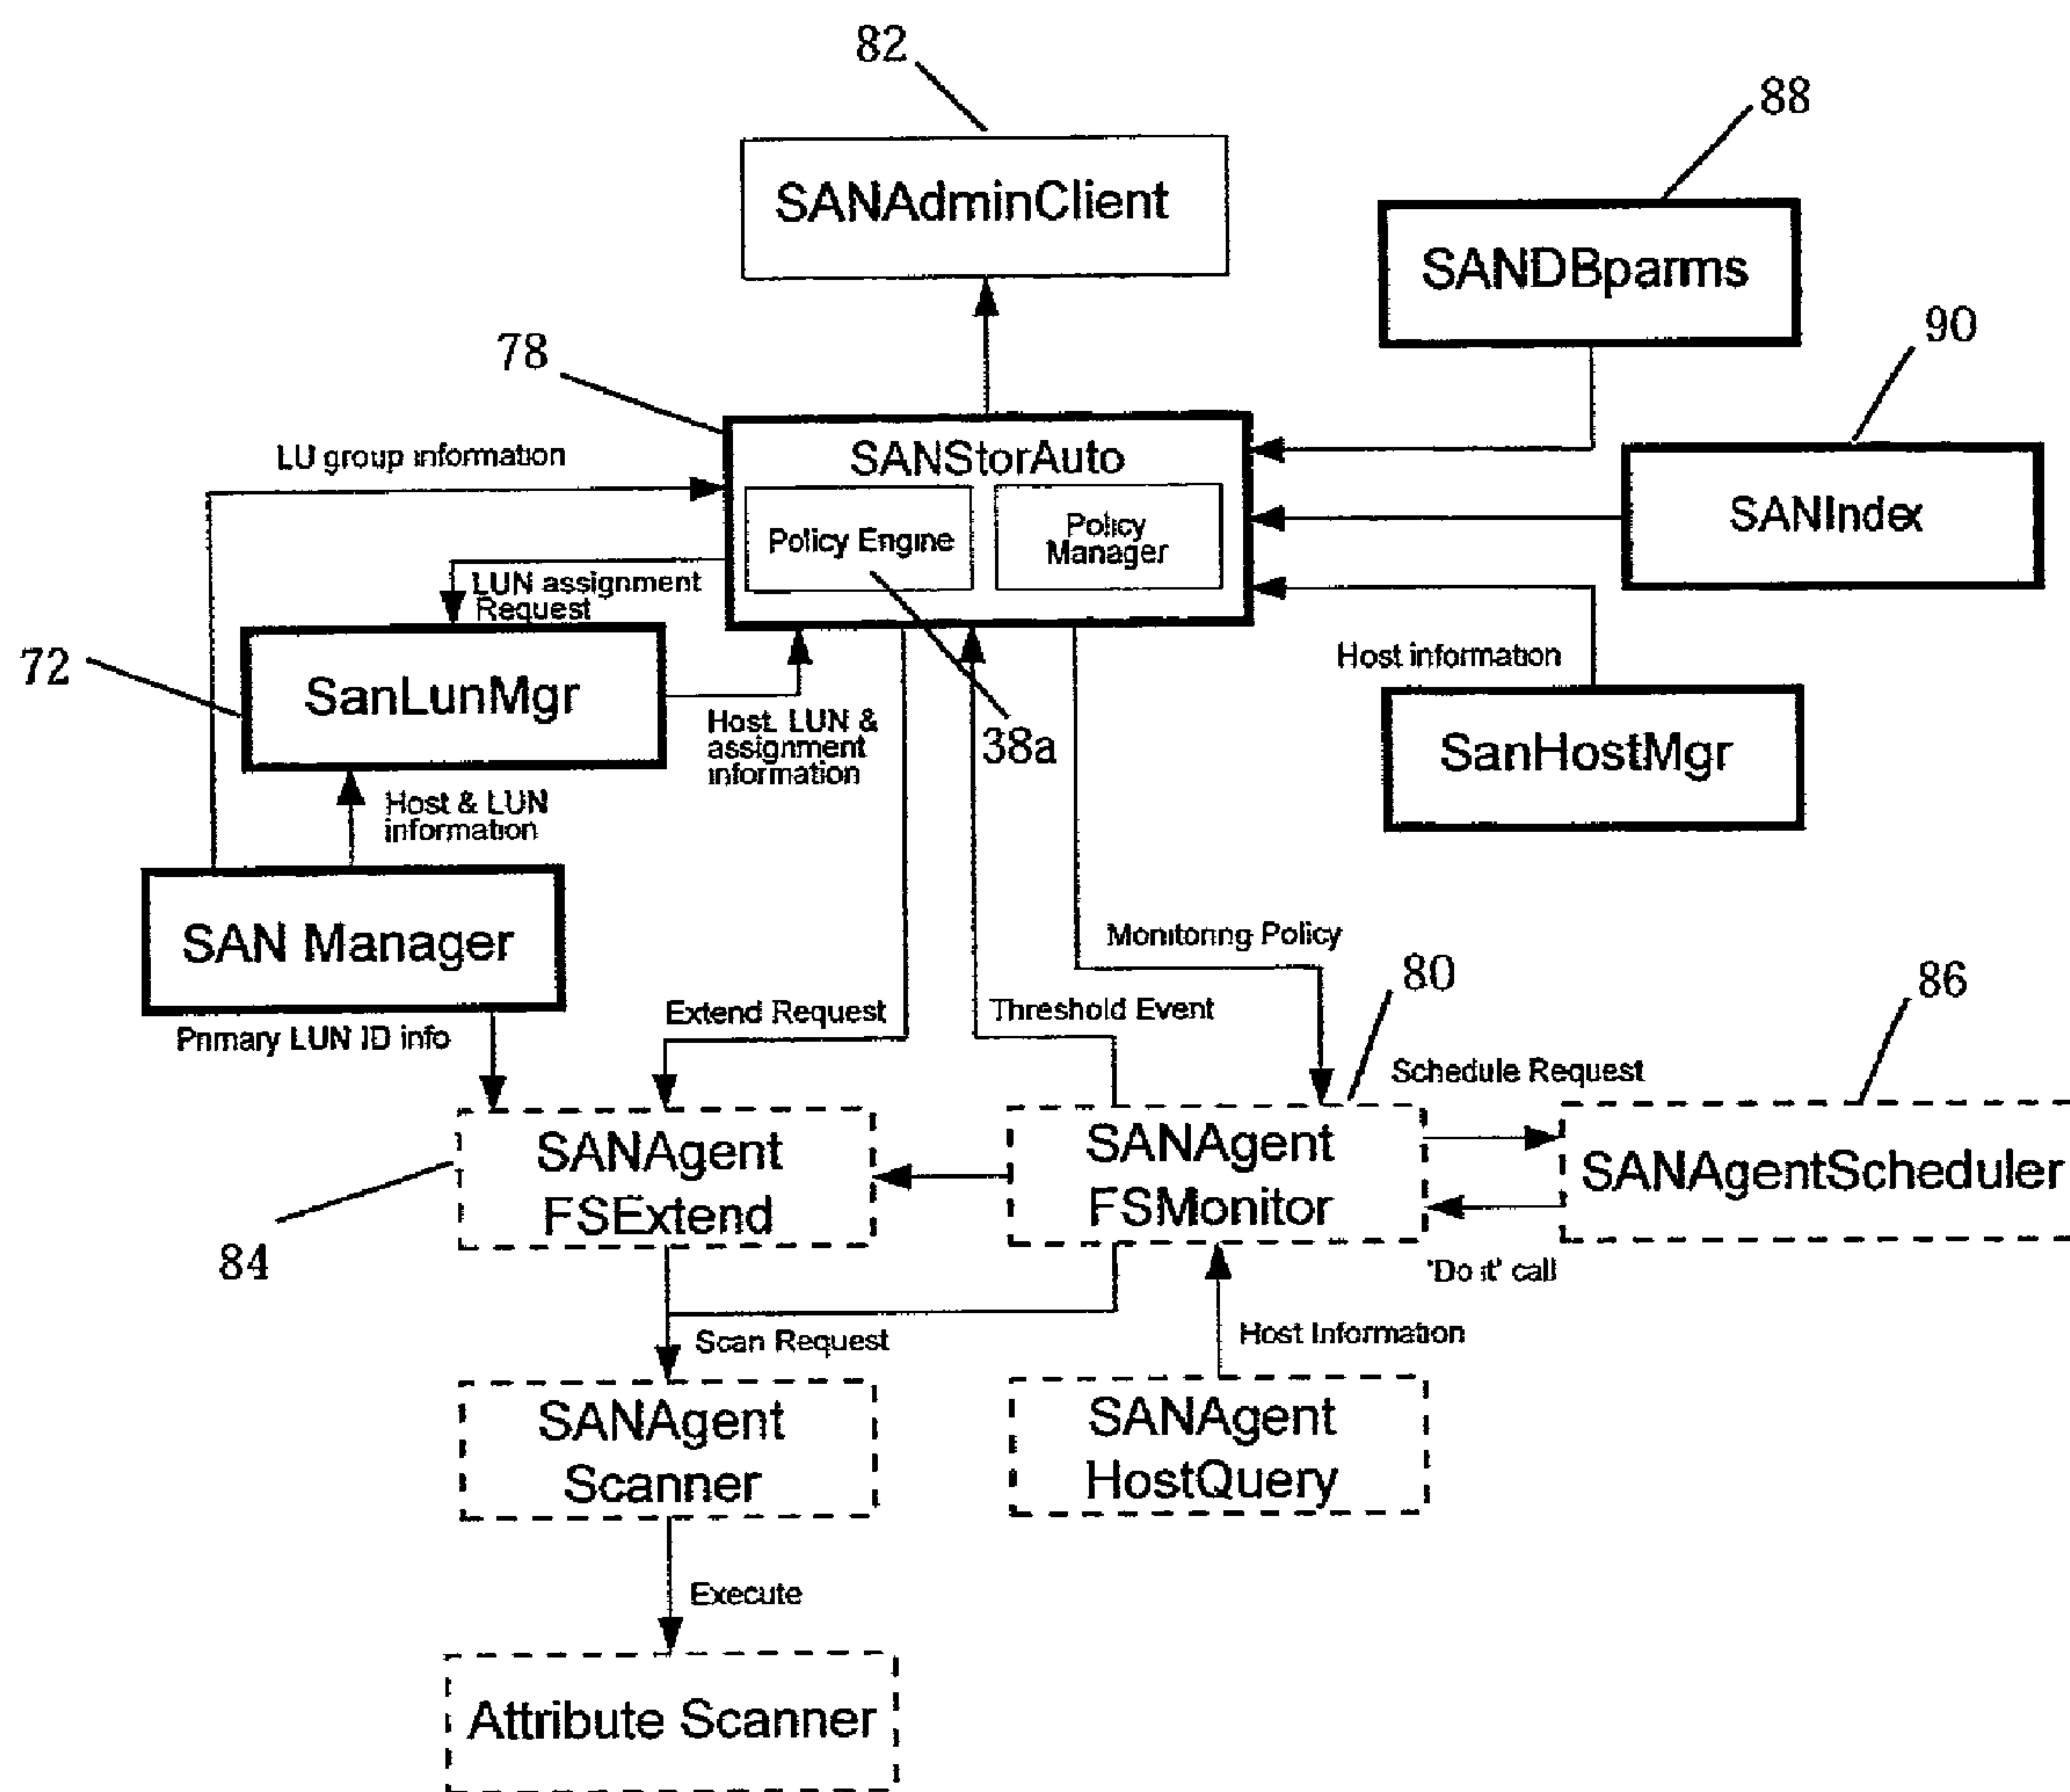 82
88
SANAdminClient
SANDBparms
90
78
LU group information
SANStorAuto
SANIndex
Policy Engine
Policy
Manager
LUN assignment
Request
72
SanLunMgr
Host information
Host, LUN &
assignment
information
38a
SanHostMgr
Host & LUN
information
SAN Manager
Monitoring Policy
80
86
Primary LUN ID info
Extend Request
Threshold Event
Schedule Request
SANAgent
FSExtend
SANAgent
FSMonitor
SANAgentScheduler
84
'Do it' call
Scan Request
Host Information
SANAgent
Scanner
SANAgent
HostQuery
Execute
Attribute Scanner